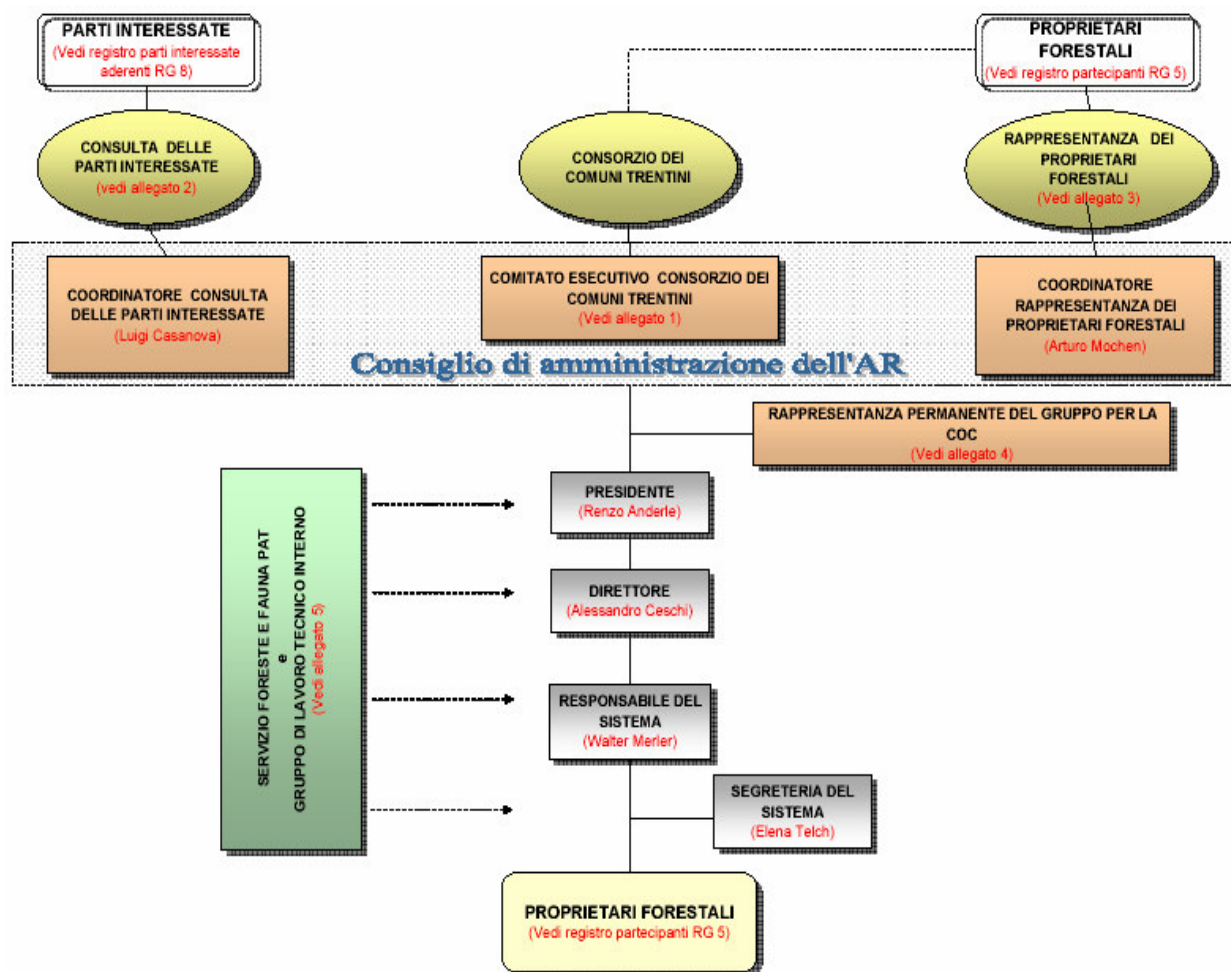 PARTI INTERESSATE
(Vedi registro parti interessate
aderenti RG 8)
PROPRIETARI
FORESTALI
(Vedi registro partecipanti RG 5)
CONSULTA DELLE
PARTI INTERESSATE
(vedi allegato 2)
CONSORZIO DEI
COMUNI TRENTINI
RAPPRESENTANZA DEI
PROPRIETARI
FORESTALI
(Vedi allegato 3)
COORDINATORE CONSULTA
DELLE PARTI INTERESSATE
(Luigi Casanova)
COMITATO ESECUTIVO CONSORZIO DEI
COMUNI TRENTINI
(Vedi allegato 1)
COORDINATORE
RAPPRESENTANZA DEI
PROPRIETARI FORESTALI
(Arturo Mochen)
Consiglio di amministrazione dell'AR
RAPPRESENTANZA PERMANENTE DEL GRUPPO PER LA
COC
(Vedi allegato 4)
SERVIZIO FORESTE E FAUNA PAT
e
GRUPPO DI LAVORO TECNICO INTERNO
(Vedi allegato 5)
PRESIDENTE
(Renzo Anderle)
DIRETTORE
(Alessandro Ceschi)
RESPONSABILE DEL
SISTEMA
(Walter Merler)
SEGRETERIA DEL
SISTEMA
(Elena Telch)
PROPRIETARI FORESTALI
(Vedi registro partecipanti RG 5)